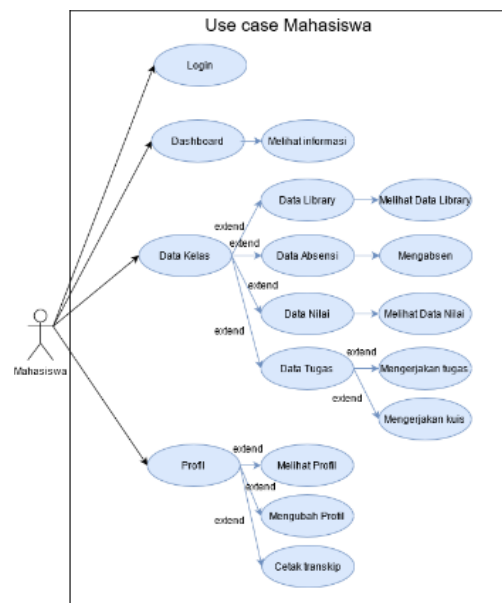 Use case Mahasiswa
Login
Dashboard
Melihat informasi
Data Library
Melihat Data Library
extend
extend
Data Kelas
Data Absensi
Mengabsen
extend
Data Nilai
Melihat Data Nilai
extend
Data Tugas
extend
Mengerjakan tugas
Mahasiswa
extend
Mengerjakan kuis
extend
Profil
Melihat Profil
extend
Mengubah Profil
extend
Cetak transkip